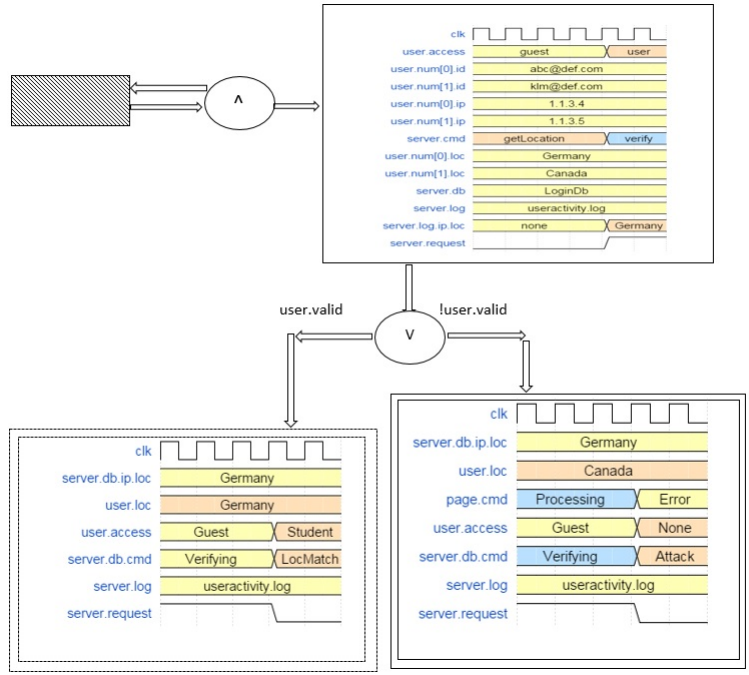 clk
user.access guest user
user.num[0].id abc@def.com
user.num[1].id klm@def.com
user.num[0].ip 1.1.3.4
user.num[1].ip 1.1.3.5
server.cmd getLocation verify
user.num[0].loc Germany
user.num[1].loc Canada
server.db LoginDb
server.log useractivity.log
server.log.ip.loc none Germany
server.request
^
user.valid !user.valid
V
clk
server.db.ip.loc Germany
user.loc Germany
user.access Guest Student
server.db.cmd Verifying LocMatch
server.log useractivity.log
server.request
clk
server.db.ip.loc Germany
user.loc Canada
page.cmd Processing Error
user.access Guest None
server.db.cmd Verifying Attack
server.log useractivity.log
server.request